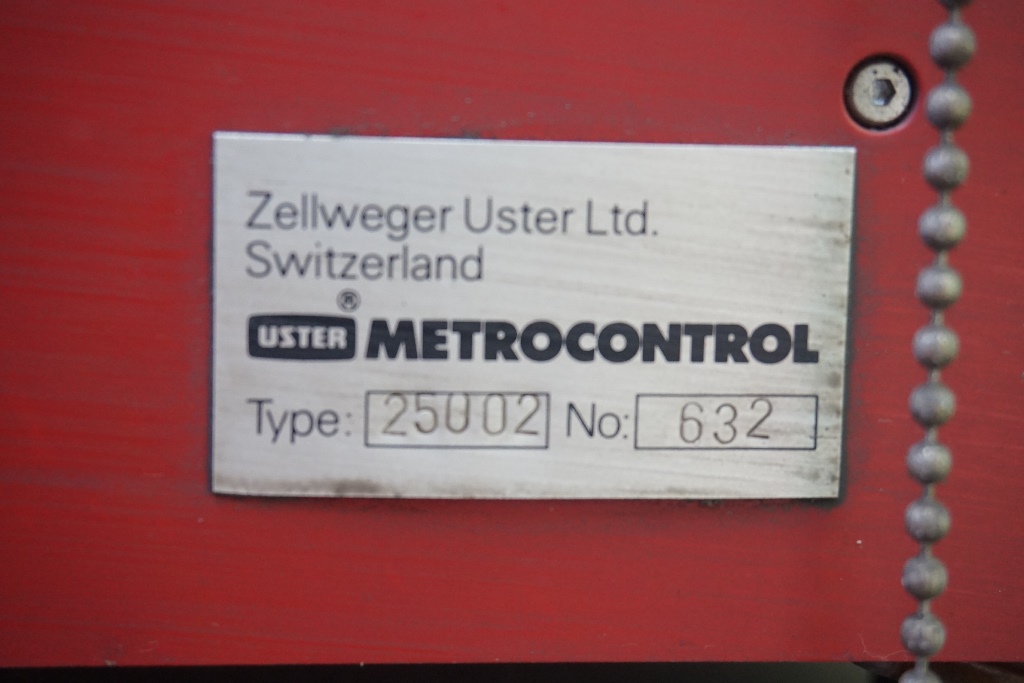 Zellweger Uster Ltd.
Switzerland
USTER® METROCONTROL
Type: 25002 No: 632